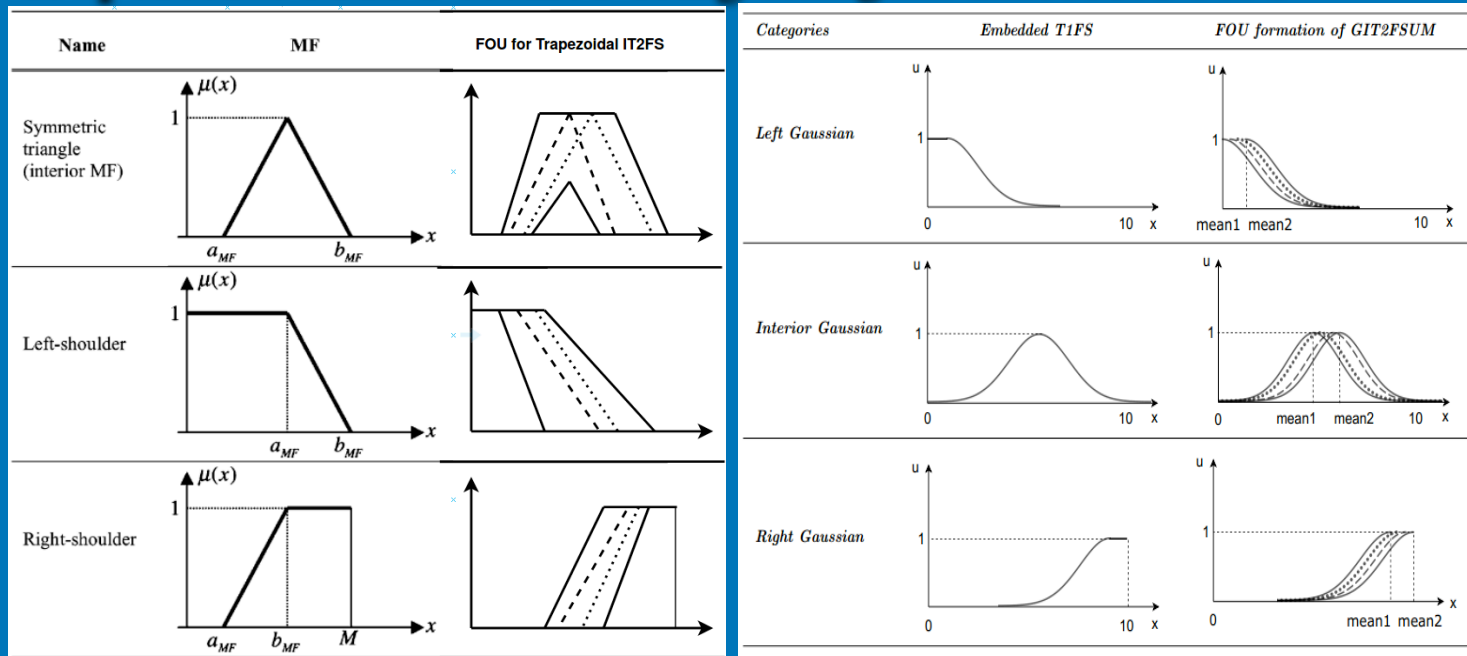 Name MF FOU for Trapezoidal IT2FS
Symmetric
triangle
(interior MF)
μ(x)
1
x
a_MF b_MF
Left-shoulder
μ(x)
1
x
a_MF b_MF
Right-shoulder
μ(x)
1
x
a_MF b_MF M
Categories Embedded T1FS FOU formation of GIT2FSUM
Left Gaussian
u
1
0 10 x
u
1
mean1 mean2 10 x
Interior Gaussian
u
1
0 10 x
u
1
0 mean1 mean2 10 x
Right Gaussian
u
1
0 10 x
u
1
0 mean1 mean2 x